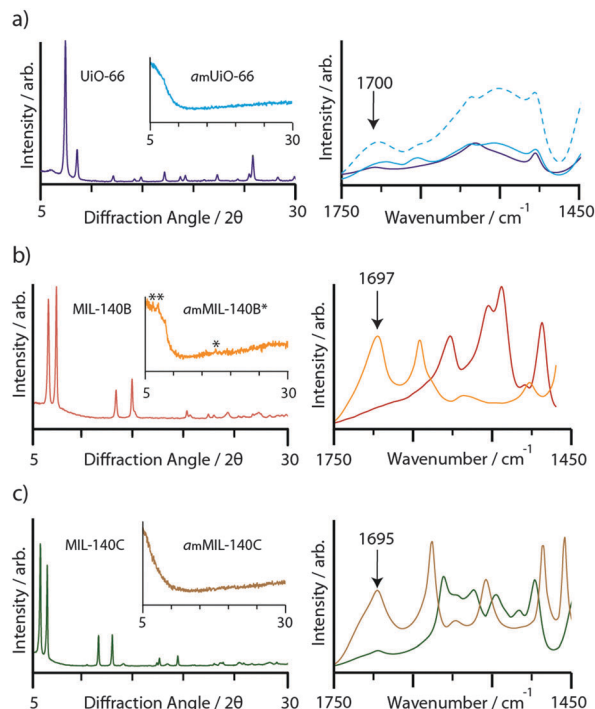 a)
Intensity / arb.
UiO-66
amUiO-66
5
30
5
30
Diffraction Angle / 2θ
Intensity / arb.
1700
1750
1450
Wavenumber / cm-1
b)
Intensity / arb.
MIL-140B
amMIL-140B*
**
*
5
30
5
30
Diffraction Angle / 2θ
Intensity / arb.
1697
1750
1450
Wavenumber / cm-1
c)
Intensity / arb.
MIL-140C
amMIL-140C
5
30
5
30
Diffraction Angle / 2θ
Intensity / arb.
1695
1750
1450
Wavenumber / cm-1